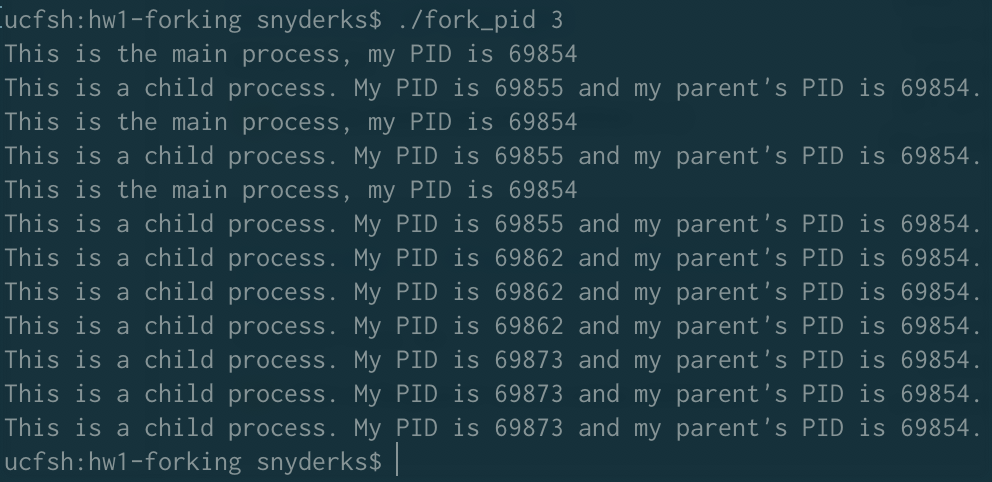 [ucfsh:hw1-forking snyderks$ ./fork_pid 3
This is the main process, my PID is 69854
This is a child process. My PID is 69855 and my parent's PID is 69854.
This is the main process, my PID is 69854
This is a child process. My PID is 69855 and my parent's PID is 69854.
This is the main process, my PID is 69854
This is a child process. My PID is 69855 and my parent's PID is 69854.
This is a child process. My PID is 69862 and my parent's PID is 69854.
This is a child process. My PID is 69862 and my parent's PID is 69854.
This is a child process. My PID is 69862 and my parent's PID is 69854.
This is a child process. My PID is 69873 and my parent's PID is 69854.
This is a child process. My PID is 69873 and my parent's PID is 69854.
This is a child process. My PID is 69873 and my parent's PID is 69854.
ucfsh:hw1-forking snyderks$